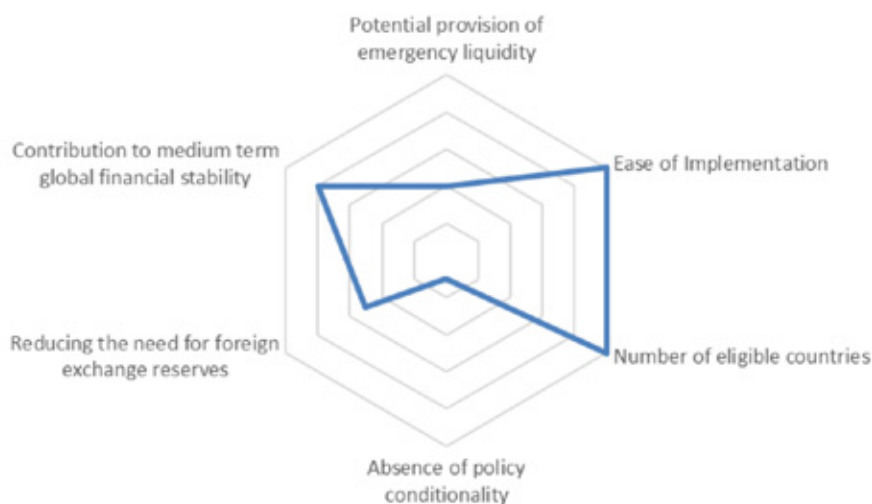 Potential provision of
emergency liquidity
Ease of Implementation
Number of eligible countries
Absence of policy
conditionality
Reducing the need for foreign
exchange reserves
Contribution to medium term
global financial stability